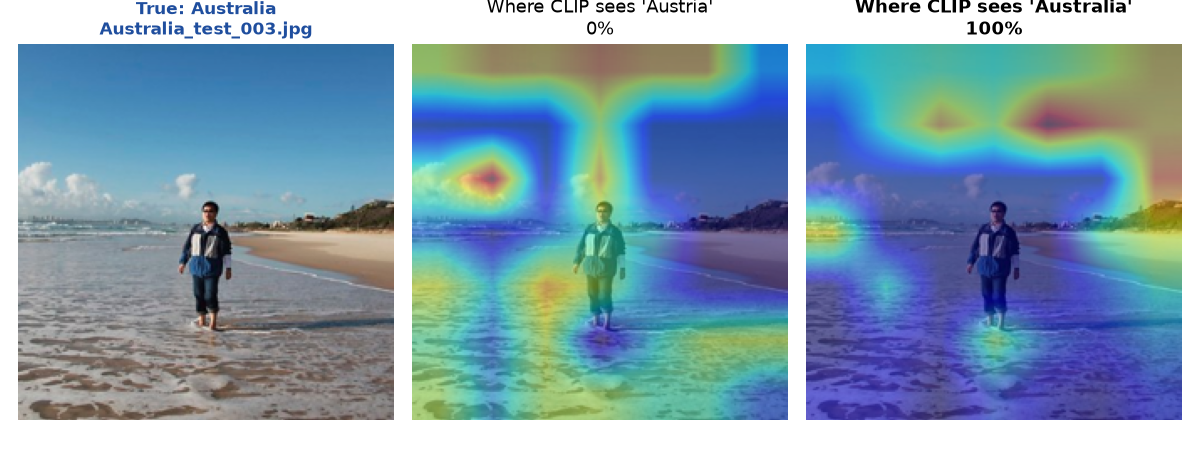 True: Australia
Australia_test_003.jpg
Where CLIP sees 'Austria'
0%
Where CLIP sees 'Australia'
100%